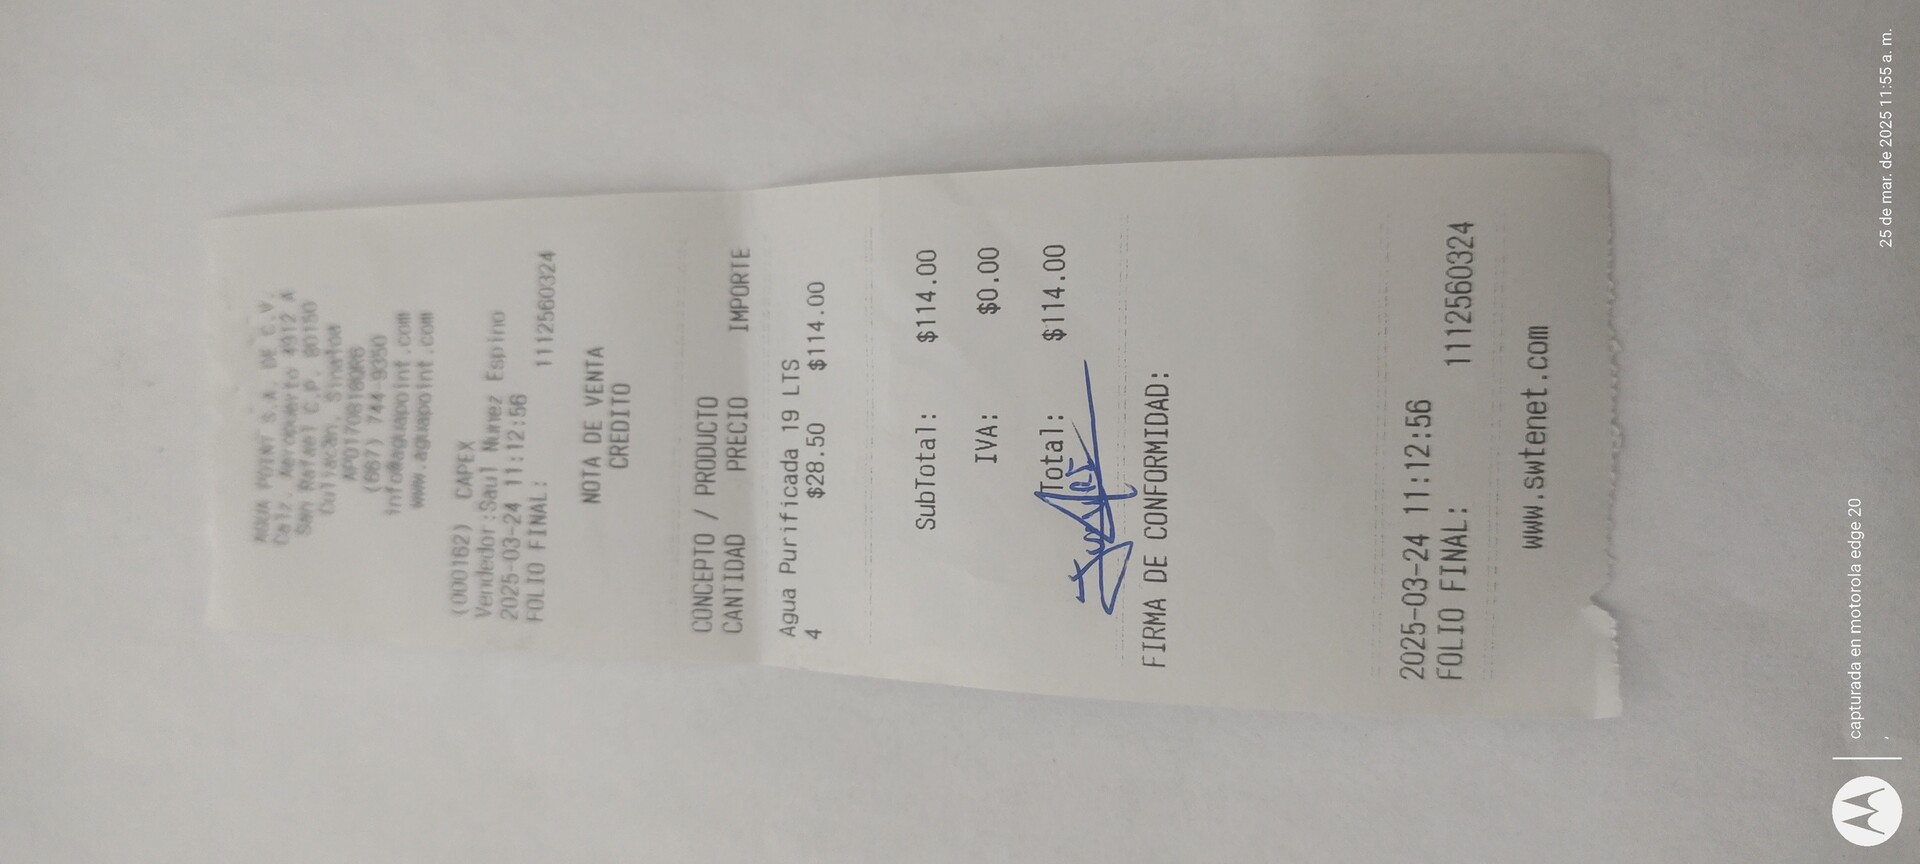 AQUA POINT S.A. DE C.V.
Calz. Aeropuerto 4912 A
San Rafael C.P. 80150
Culiacán, Sinaloa
(667) 744-9350
info@aguapoint.com
www.aguapoint.com
(000162) CAPEX
Vendedor:Saul Nunez Espino
2025-03-24 11:12:56
FOLIO FINAL: 1112560324
NOTA DE VENTA
CREDITO
CONCEPTO / PRODUCTO
CANTIDAD PRECIO IMPORTE
Agua Purificada 19 LTS
4 $28.50 $114.00
SubTotal: $114.00
IVA: $0.00
Total: $114.00
FIRMA DE CONFORMIDAD:
2025-03-24 11:12:56
FOLIO FINAL: 1112560324
www.swtenet.com
capturada en motorola edge 20
25 de mar. de 2025 11:55 a. m.